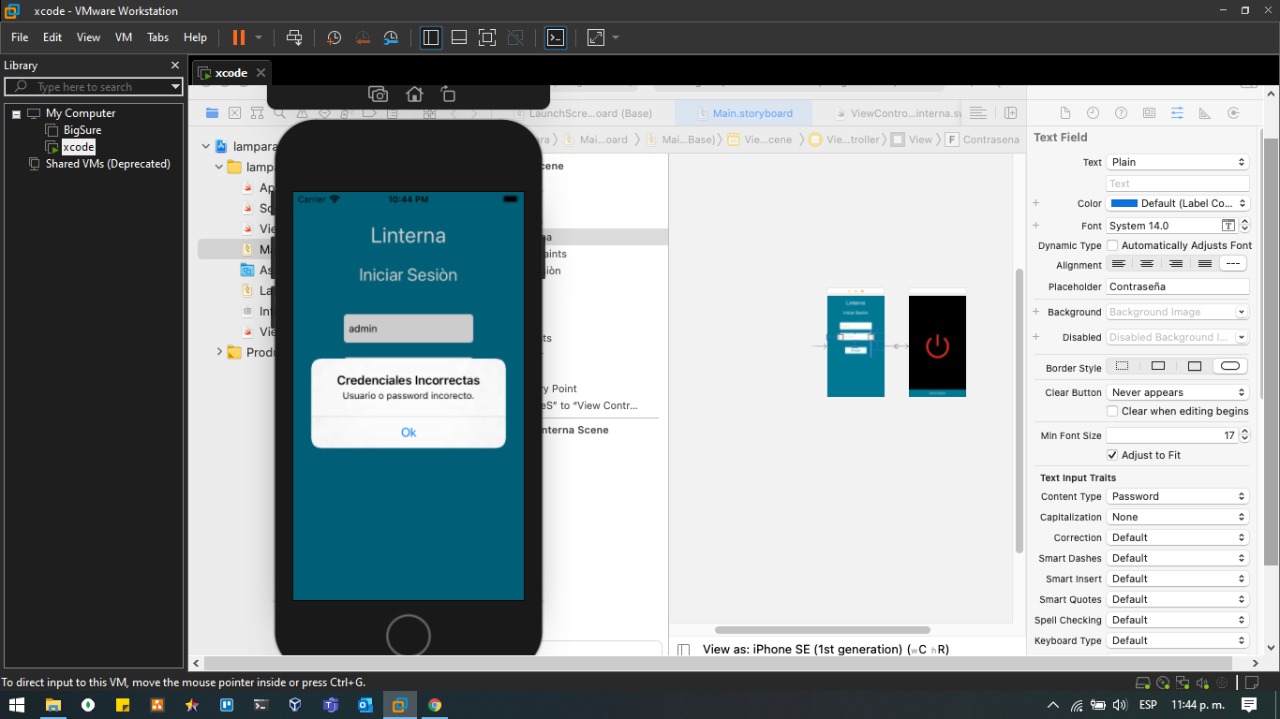 xcode - VMware Workstation
File Edit View VM Tabs Help
Library
Type here to search
My Computer
BigSure
xcode
Shared VMs (Deprecated)
xcode
LaunchScre...oard (Base)
Main.storyboard
ViewContro...interna.sw
Mai...oard
Mai...Base)
Vie...cene
Vie...troller
View
F Contrasena
lampara
lamp
Ap
Sc
Vie
Ma
As
La
Inf
Vie
Produ
cene
na
aints
iòn
ts
y Point
eS" to "View Contr...
nterna Scene
Carrier
10:44 PM
Linterna
Iniciar Sesiòn
admin
Credenciales Incorrectas
Usuario o password incorecto.
Ok
Linterna
Iniciar Sesiòn
View as: iPhone SE (1st generation) (wC hR)
Text Field
Text Plain
Text
Color Default (Label Co...
Font System 14.0
Dynamic Type Automatically Adjusts Font
Alignment
Placeholder Contraseña
Background Background Image
Disabled Disabled Background I...
Border Style
Clear Button Never appears
Clear when editing begins
Min Font Size 17
Adjust to Fit
Text Input Traits
Content Type Password
Capitalization None
Correction Default
Smart Dashes Default
Smart Insert Default
Smart Quotes Default
Spell Checking Default
Keyboard Type Default
To direct input to this VM, move the mouse pointer inside or press Ctrl+G.
ESP 11:44 p. m.